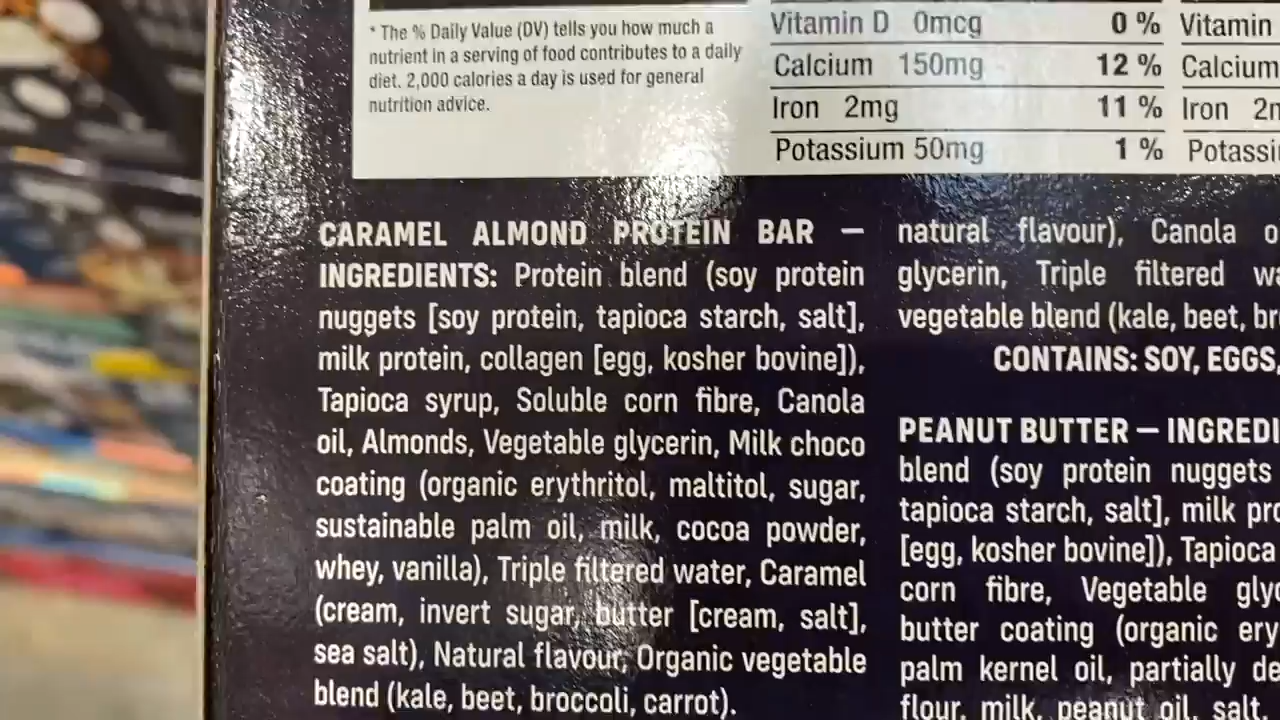 * The % Daily Value (DV) tells you how much a
nutrient in a serving of food contributes to a daily
diet. 2,000 calories a day is used for general
nutrition advice.
Vitamin D 0mcg 0 %
Calcium 150mg 12 %
Iron 2mg 11 %
Potassium 50mg 1 %
Vitamin
Calcium
Iron
CARAMEL ALMOND PROTEIN BAR —
INGREDIENTS: Protein blend (soy protein
nuggets [soy protein, tapioca starch, salt],
milk protein, collagen [egg, kosher bovine]),
Tapioca syrup, Soluble corn fibre, Canola
oil, Almonds, Vegetable glycerin, Milk choco
coating (organic erythritol, maltitol, sugar,
sustainable palm oil, milk, cocoa powder,
whey, vanilla), Triple filtered water, Caramel
(cream, invert sugar, butter [cream, salt],
sea salt), Natural flavour, Organic vegetable
blend (kale, beet, broccoli, carrot).
natural flavour), Canola
glycerin, Triple filtered
vegetable blend (kale, beet,
CONTAINS: SOY, EGGS,
PEANUT BUTTER — 
blend (soy protein nuggets
tapioca starch, salt], milk
[egg, kosher bovine]), Tapioca
corn fibre, Vegetable
butter coating (organic
palm kernel oil, partially
flour, milk, peanut oil, salt,